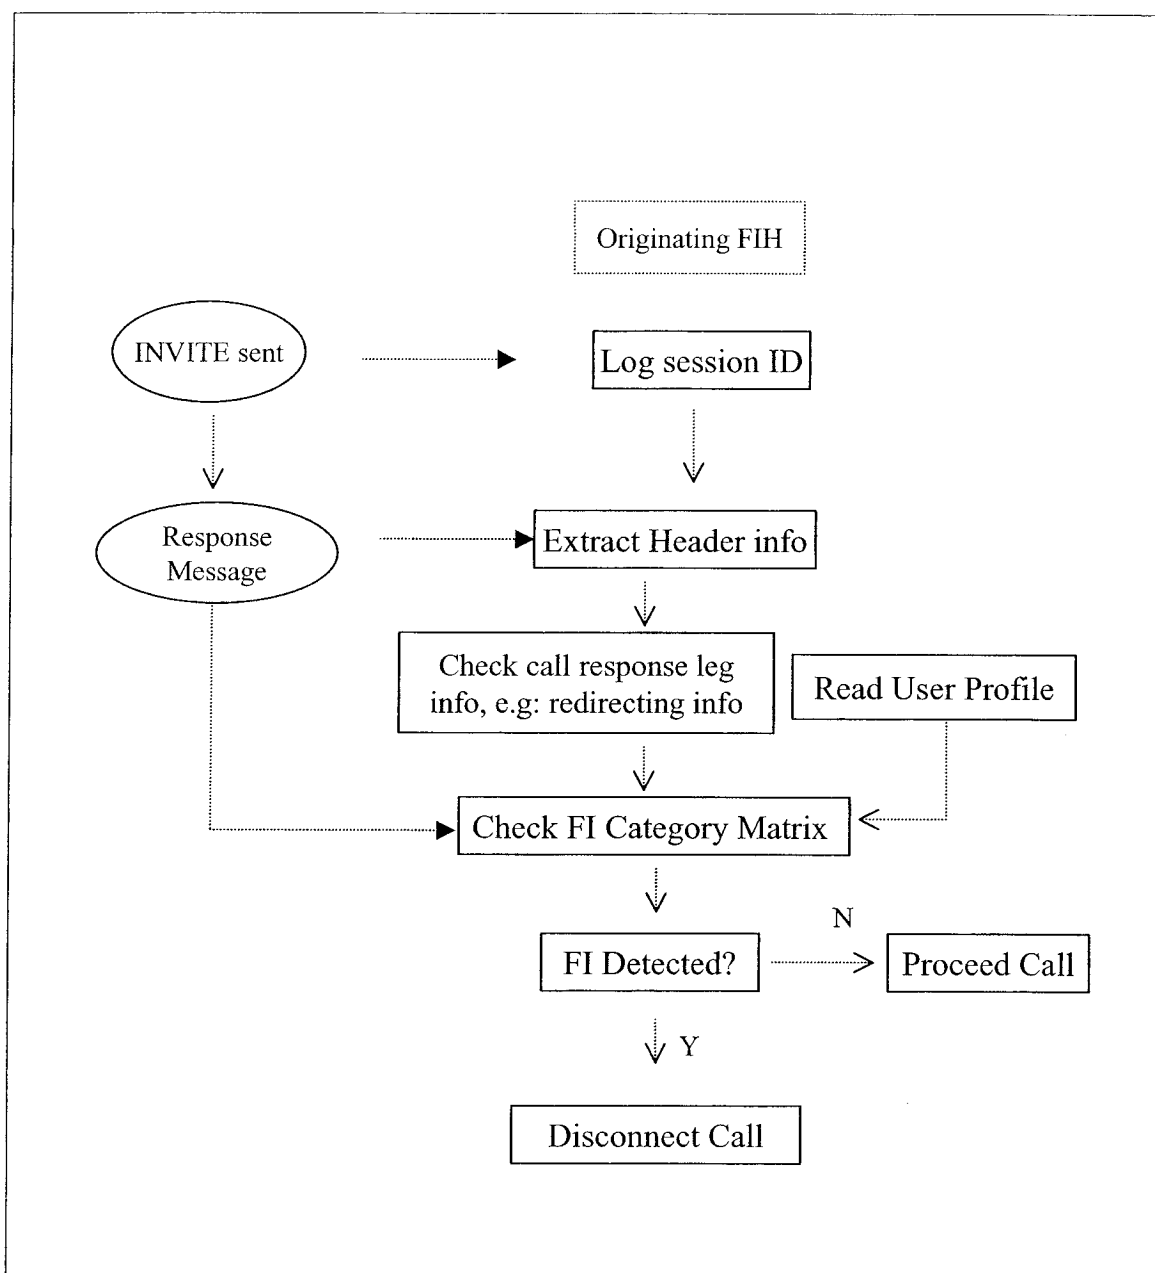 Originating FIH
INVITE sent
Log session ID
Response
Message
Extract Header info
Check call response leg
info, e.g: redirecting info
Read User Profile
Check FI Category Matrix
N
FI Detected?
Proceed Call
Y
Disconnect Call